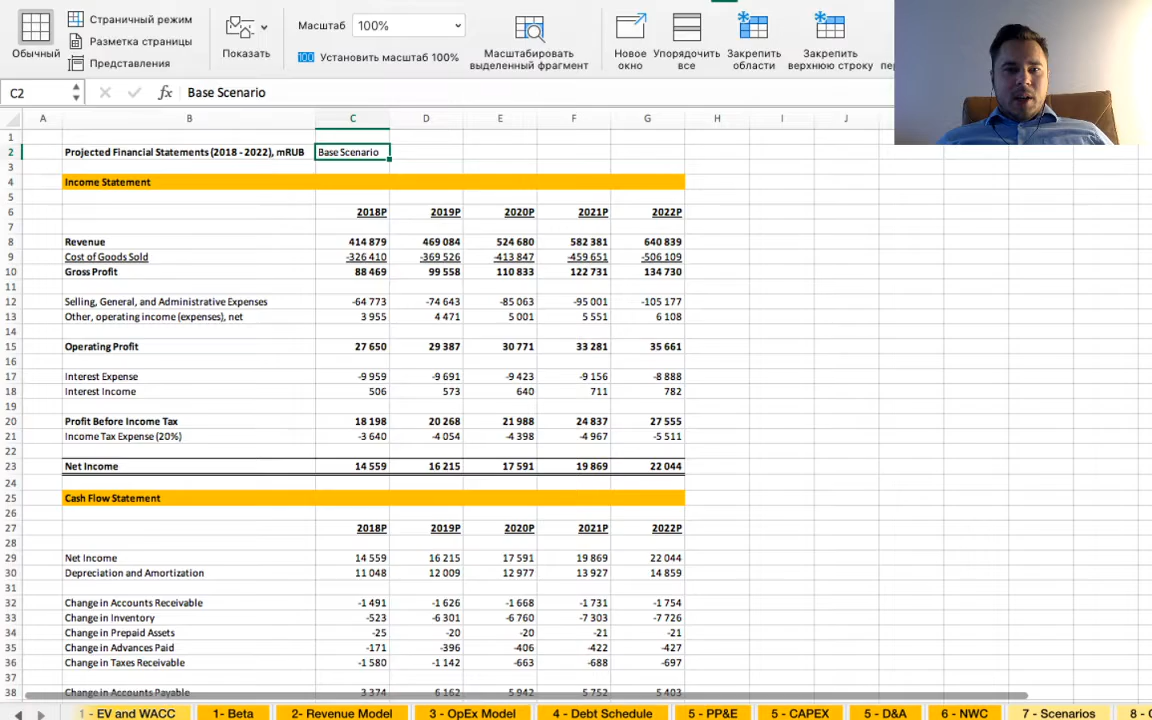 Обычный
Страничный режим
Разметка страницы
Представления
Показать
Масштаб 100%
100 Установить масштаб 100%
Масштабировать
выделенный фрагмент
Новое
окно
Упорядочить
все
Закрепить
области
Закрепить
верхнюю строку
C2 fx Base Scenario
A B C D E F G H I J
1
2 Projected Financial Statements (2018 - 2022), mRUB Base Scenario
3
4 Income Statement
5
6 2018P 2019P 2020P 2021P 2022P
7
8 Revenue 414 879 469 084 524 680 582 381 640 839
9 Cost of Goods Sold -326 410 -369 526 -413 847 -459 651 -506 109
10 Gross Profit 88 469 99 558 110 833 122 731 134 730
11
12 Selling, General, and Administrative Expenses -64 773 -74 643 -85 063 -95 001 -105 177
13 Other, operating income (expenses), net 3 955 4 471 5 001 5 551 6 108
14
15 Operating Profit 27 650 29 387 30 771 33 281 35 661
16
17 Interest Expense -9 959 -9 691 -9 423 -9 156 -8 888
18 Interest Income 506 573 640 711 782
19
20 Profit Before Income Tax 18 198 20 268 21 988 24 837 27 555
21 Income Tax Expense (20%) -3 640 -4 054 -4 398 -4 967 -5 511
22
23 Net Income 14 559 16 215 17 591 19 869 22 044
24
25 Cash Flow Statement
26
27 2018P 2019P 2020P 2021P 2022P
28
29 Net Income 14 559 16 215 17 591 19 869 22 044
30 Depreciation and Amortization 11 048 12 009 12 977 13 927 14 859
31
32 Change in Accounts Receivable -1 491 -1 626 -1 668 -1 731 -1 754
33 Change in Inventory -523 -6 301 -6 760 -7 303 -7 726
34 Change in Prepaid Assets -25 -20 -20 -21 -21
35 Change in Advances Paid -171 -396 -406 -422 -427
36 Change in Taxes Receivable -1 580 -1 142 -663 -688 -697
37
38 Change in Accounts Payable 3 374 6 162 5 942 5 752 5 403
1 - EV and WACC 1- Beta 2- Revenue Model 3 - OpEx Model 4 - Debt Schedule 5 - PP&E 5 - CAPEX 5 - D&A 6 - NWC 7 - Scenarios 8 - C